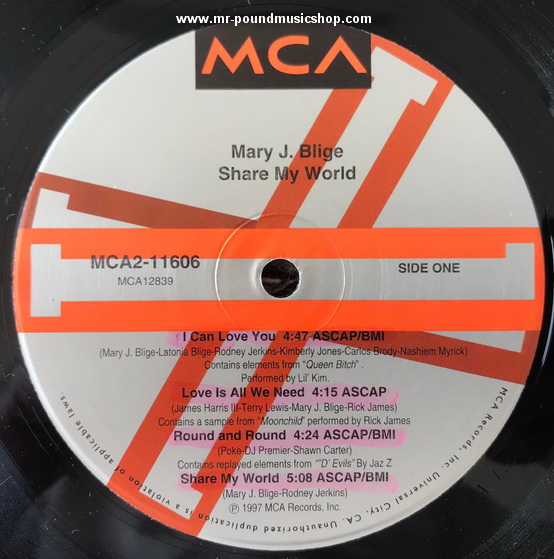 www.mr-poundmusicshop.com
MCA
Mary J. Blige
Share My World
MCA2-11606
MCA12839
SIDE ONE
I Can Love You 4:47 ASCAP/BMI
(Mary J. Blige-Latonia Blige-Rodney Jerkins-Kimberly Jones-Carlos Brody-Nashiem Myrick)
Contains elements from "Queen Bitch" .
Performed by Lil' Kim.
Love Is All We Need 4:15 ASCAP
(James Harris III-Terry Lewis-Mary J. Blige-Rick James)
Contains a sample from "Moonchild" performed by Rick James
Round and Round 4:24 ASCAP/BMI
(Poke-DJ Premier-Shawn Carter)
Contains replayed elements from ""D' Evils" By Jaz Z
Share My World 5:08 ASCAP/BMI
(Mary J. Blige-Rodney Jerkins)
Ⓟ 1997 MCA Records, Inc.
MCA Records, Inc. Universal City, CA. Unauthorized duplication is a violation of applicable laws.